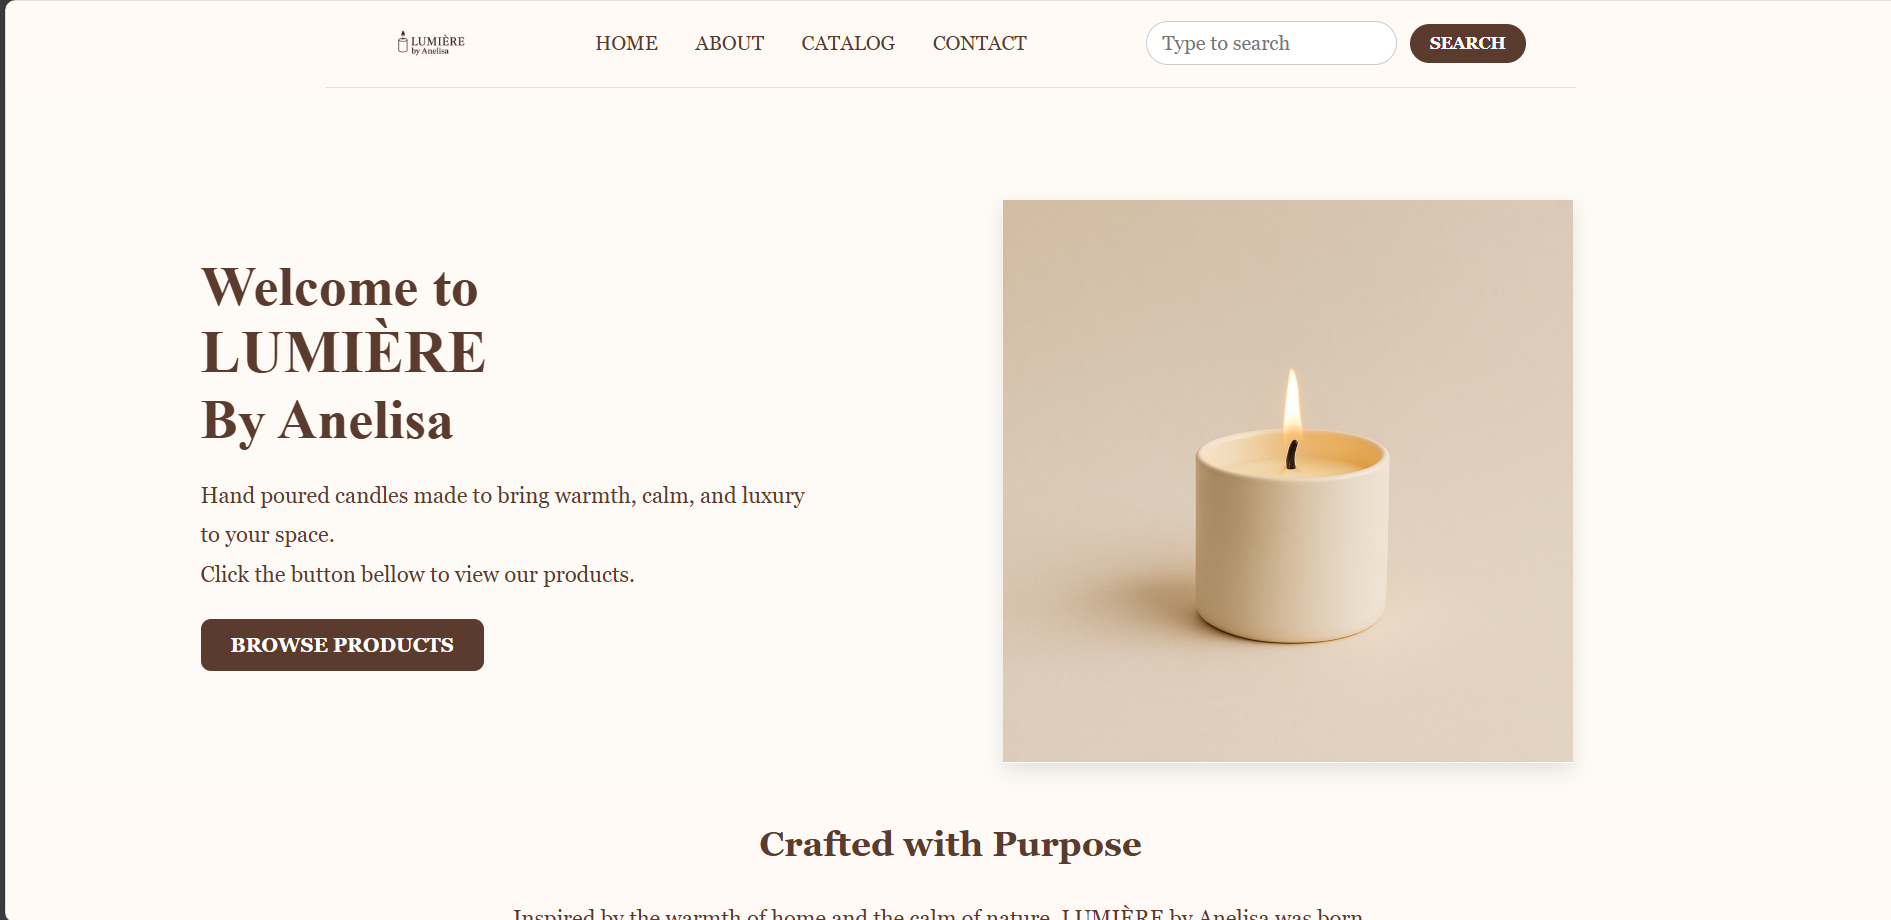 LUMIÈRE
by Anelisa
HOME ABOUT CATALOG CONTACT Type to search SEARCH
Welcome to
LUMIÈRE
By Anelisa
Hand poured candles made to bring warmth, calm, and luxury
to your space.
Click the button bellow to view our products.
BROWSE PRODUCTS
Crafted with Purpose
Inspired by the warmth of home and the calm of nature, LUMIÈRE by Anelisa was born